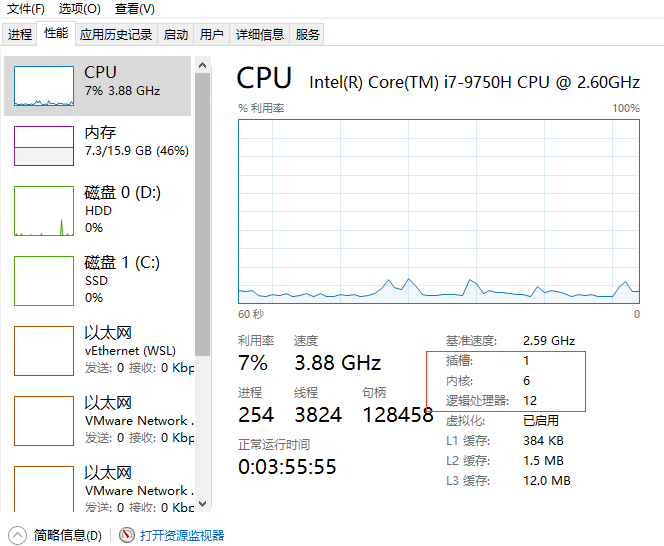 文件(F) 选项(O) 查看(V)
进程 性能 应用历史记录 启动 用户 详细信息 服务
CPU
7% 3.88 GHz
内存
7.3/15.9 GB (46%)
磁盘 0 (D:)
HDD
0%
磁盘 1 (C:)
SSD
0%
以太网
vEthernet (WSL)
发送: 0 接收: 0 Kbp
以太网
VMware Network .
发送: 0 接收: 0 Kbp
以太网
VMware Network .
发送: 0 接收: 0 Kbp
CPU Intel(R) Core(TM) i7-9750H CPU @ 2.60GHz
% 利用率 100%
60 秒 0
利用率 速度
7% 3.88 GHz
进程 线程 句柄
254 3824 128458
正常运行时间
0:03:55:55
基准速度: 2.59 GHz
插槽: 1
内核: 6
逻辑处理器: 12
虚拟化: 已启用
L1 缓存: 384 KB
L2 缓存: 1.5 MB
L3 缓存: 12.0 MB
简略信息(D) 打开资源监视器